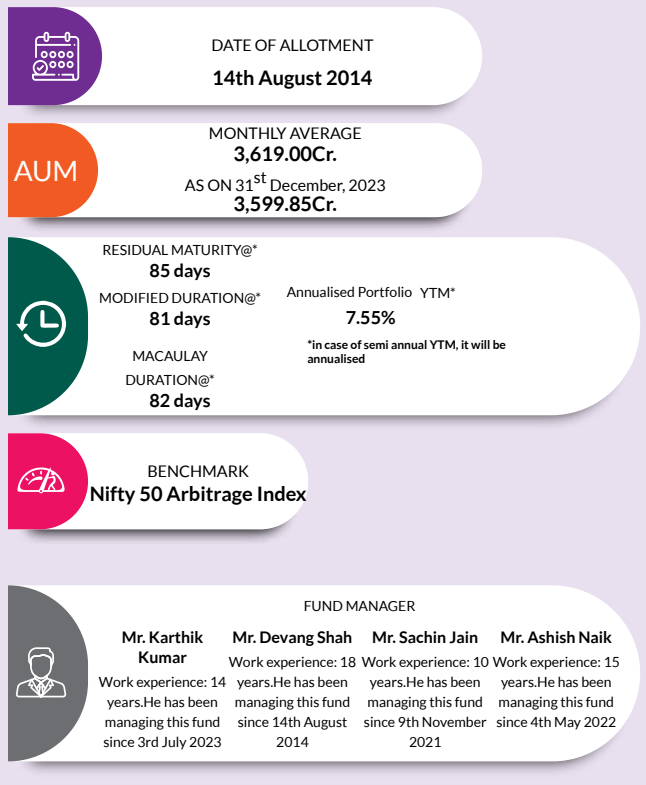 DATE OF ALLOTMENT
14th August 2014
AUM
MONTHLY AVERAGE
3,619.00Cr.
AS ON 31st December, 2023
3,599.85Cr.
RESIDUAL MATURITY@*
85 days
MODIFIED DURATION@*
81 days
MACAULAY
DURATION@*
82 days
Annualised Portfolio YTM*
7.55%
*in case of semi annual YTM, it will be
annualised
BENCHMARK
Nifty 50 Arbitrage Index
FUND MANAGER
Mr. Karthik
Kumar
Work experience: 14
years.He has been
managing this fund
since 3rd July 2023
Mr. Devang Shah
Work experience: 18
years.He has been
managing this fund
since 14th August
2014
Mr. Sachin Jain
Work experience: 10
years.He has been
managing this fund
since 9th November
2021
Mr. Ashish Naik
Work experience: 15
years.He has been
managing this fund
since 4th May 2022